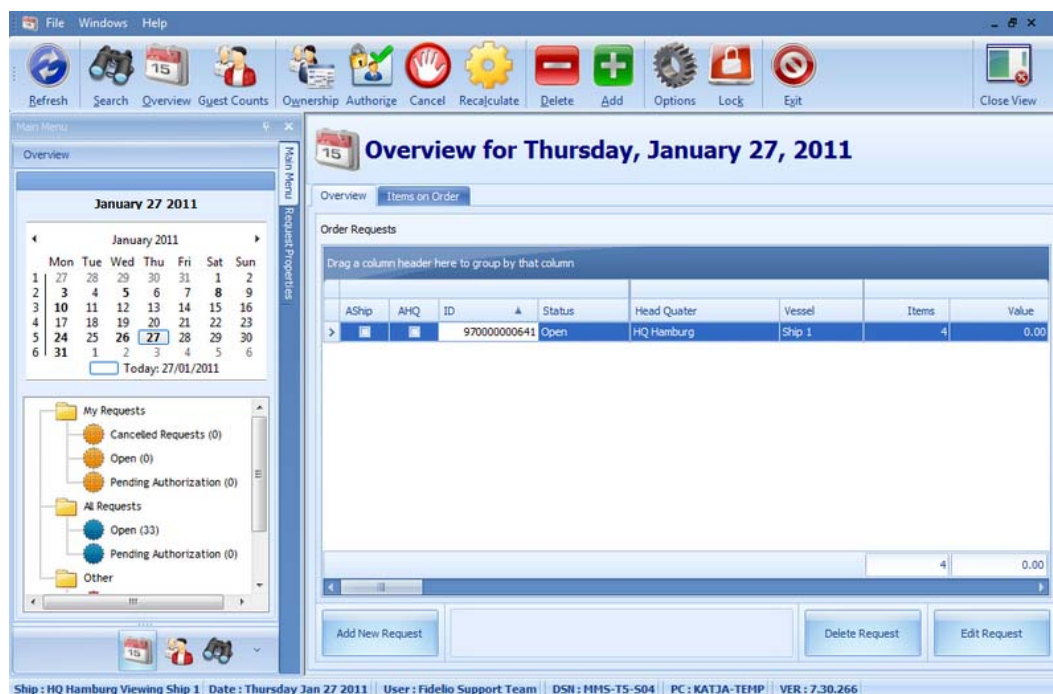 File Windows Help
Refresh Search Overview Guest Counts Ownership Authorize Cancel Recalculate Delete Add Options Lock Exit Close View
15
Main Menu
Overview
Main Menu
Request Properties
January 27 2011
January 2011
Mon Tue Wed Thu Fri Sat Sun
1 27 28 29 30 31 1 2
2 3 4 5 6 7 8 9
3 10 11 12 13 14 15 16
4 17 18 19 20 21 22 23
5 24 25 26 27 28 29 30
6 31 1 2 3 4 5 6
Today: 27/01/2011
My Requests
Cancelled Requests (0)
Open (0)
Pending Authorization (0)
All Requests
Open (33)
Pending Authorization (0)
Other
15
15 Overview for Thursday, January 27, 2011
Overview Items on Order
Order Requests
Drag a column header here to group by that column
AShip AHQ ID Status Head Quater Vessel Items Value
970000000641 Open HQ Hamburg Ship 1 4 0.00
4 0.00
Add New Request Delete Request Edit Request
Ship : HQ Hamburg Viewing Ship 1 Date : Thursday Jan 27 2011 User : Fidelio Support Team DSN : MMS-T5-S04 PC : KATJA-TEMP VER : 7.30.266